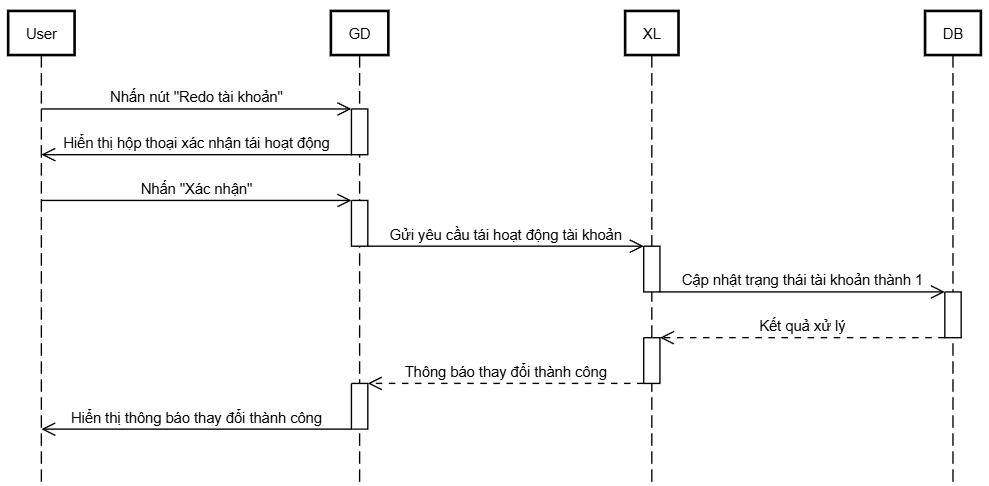 User
GD
XL
DB
Nhấn nút "Redo tài khoản"
Hiển thị hộp thoại xác nhận tái hoạt động
Nhấn "Xác nhận"
Gửi yêu cầu tái hoạt động tài khoản
Cập nhật trạng thái tài khoản thành 1
Kết quả xử lý
Thông báo thay đổi thành công
Hiển thị thông báo thay đổi thành công